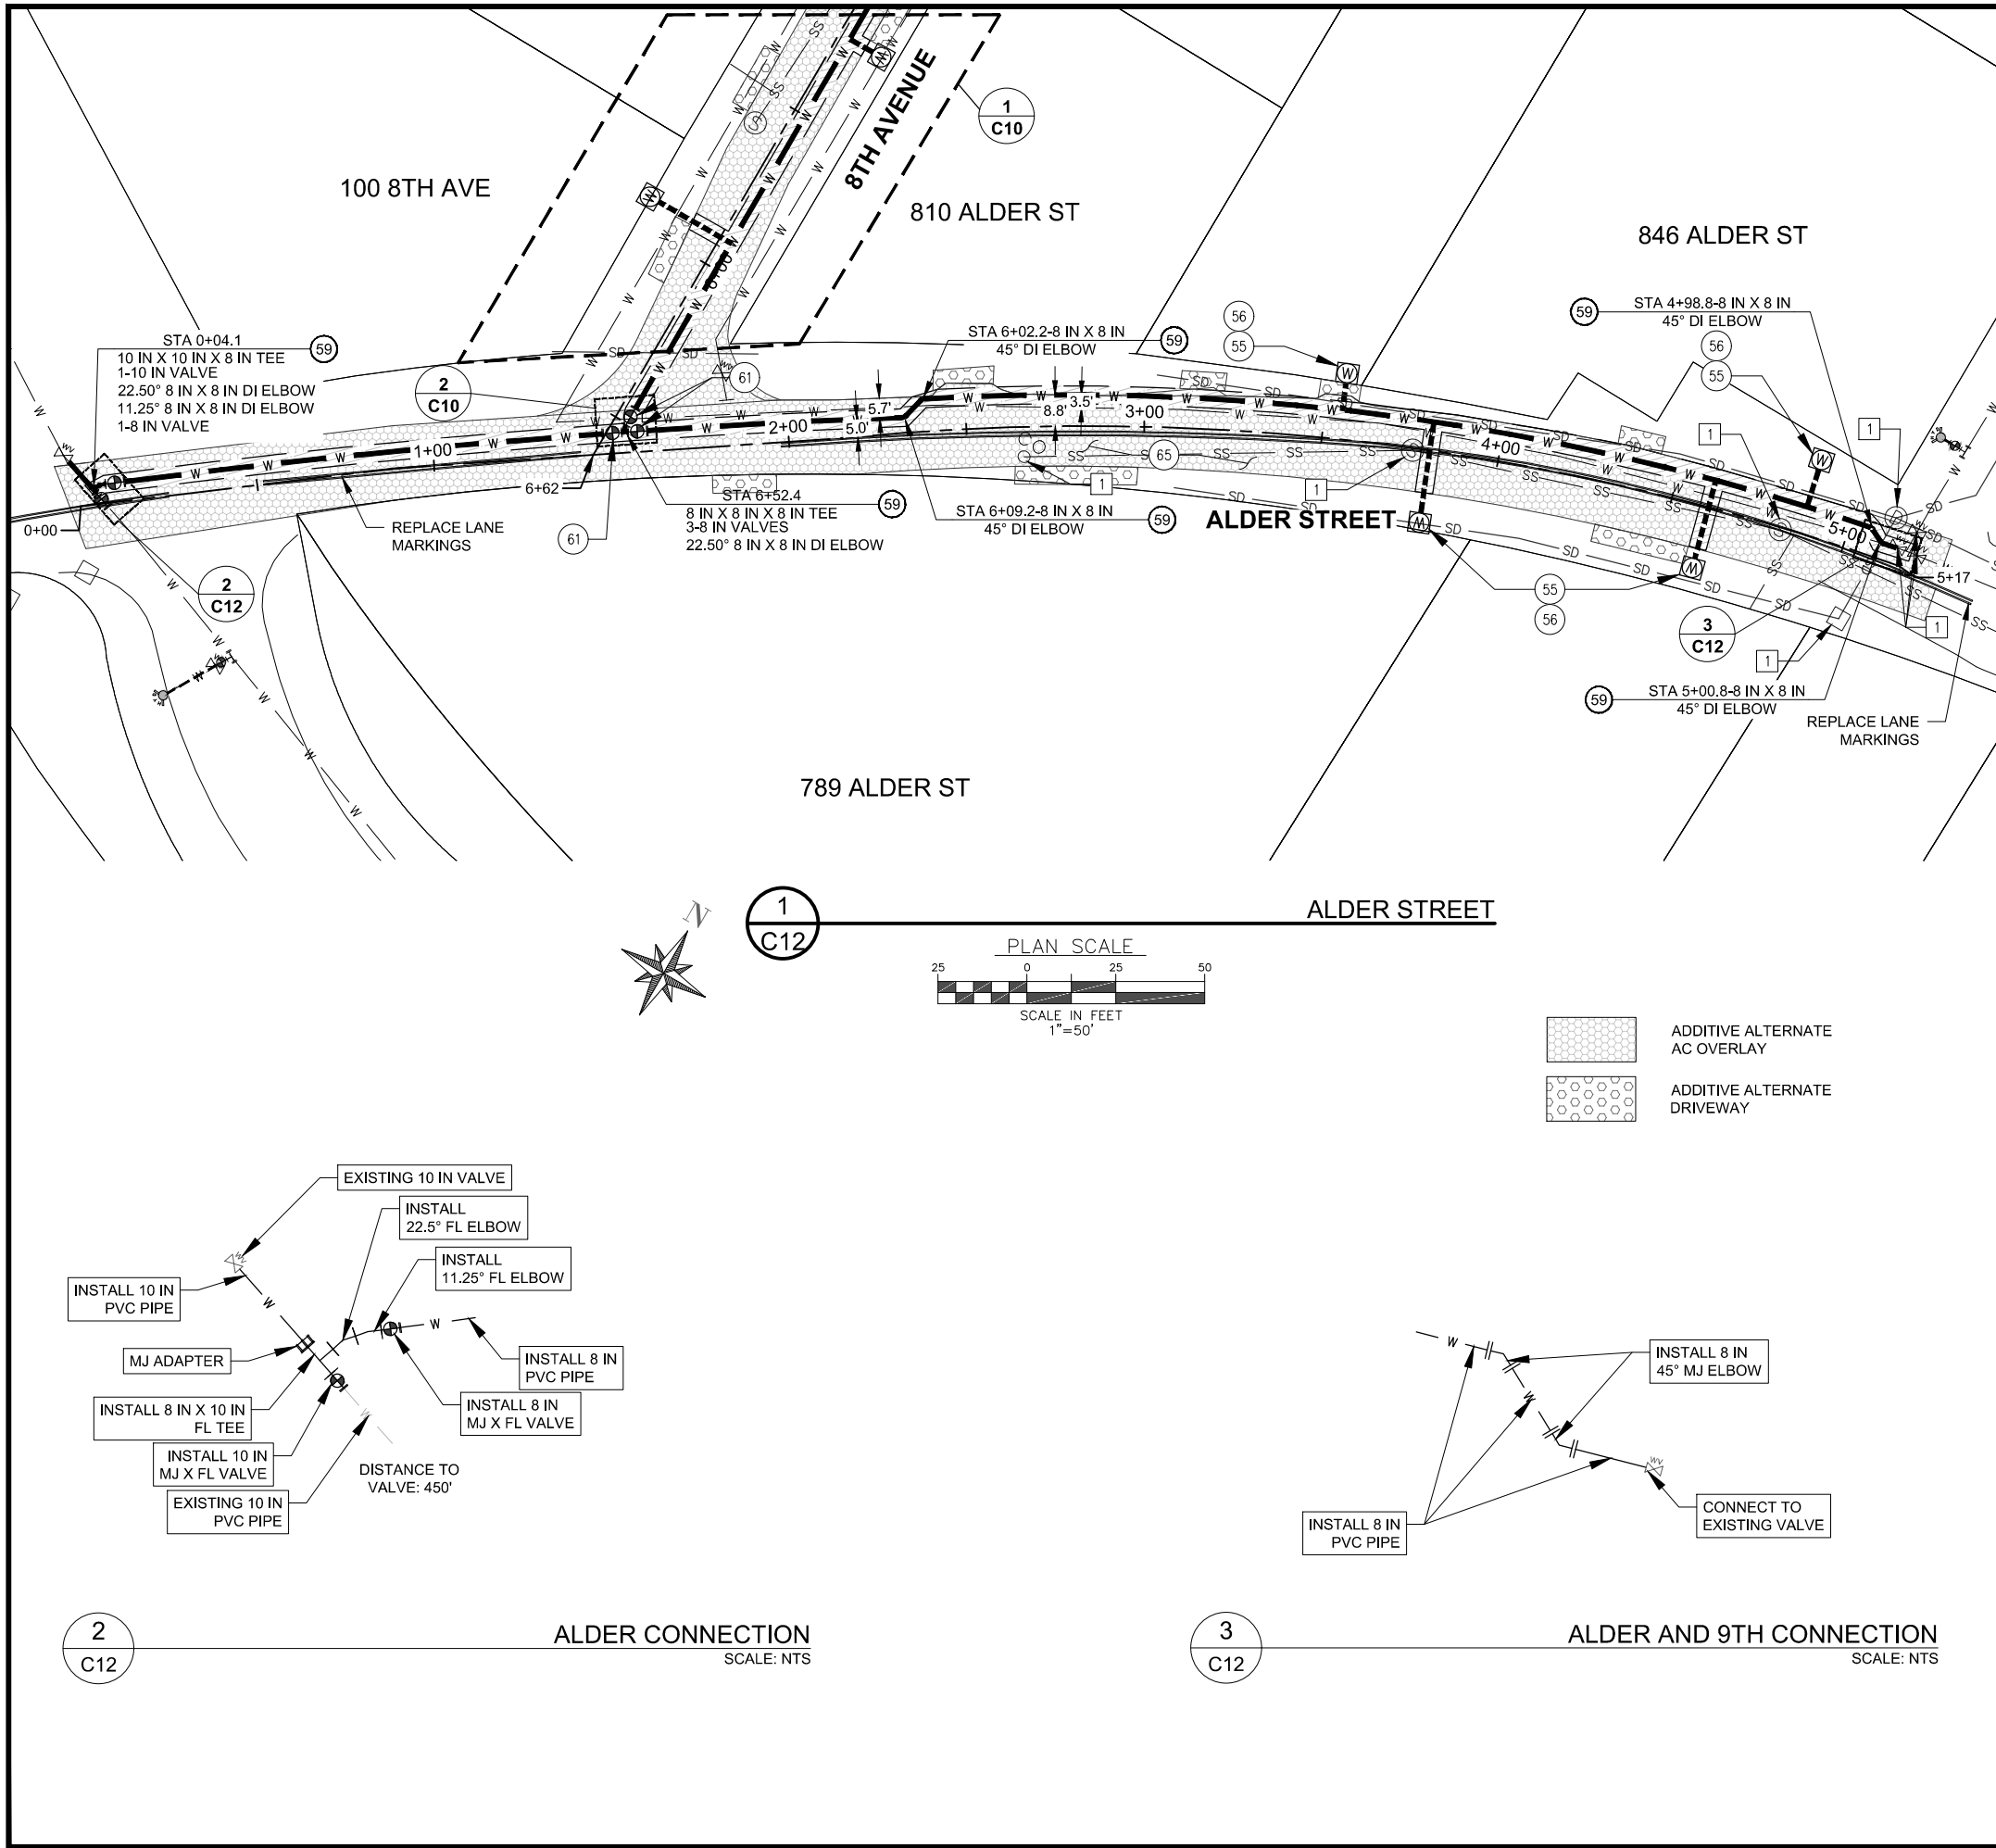 100 8TH AVE
8TH AVENUE
1
C10
810 ALDER ST
846 ALDER ST
STA 0+04.1
10 IN X 10 IN X 8 IN TEE
1-10 IN VALVE
22.50° 8 IN X 8 IN DI ELBOW
11.25° 8 IN X 8 IN DI ELBOW
1-8 IN VALVE
59
2
C10
61
STA 6+02.2-8 IN X 8 IN
45° DI ELBOW
59
56
55
59
STA 4+98.8-8 IN X 8 IN
45° DI ELBOW
56
55
1
1
0+00
1+00
2+00
3+00
4+00
5+00
5+17
6+00
6+62
5.7'
5.0'
8.8'
3.5'
65
1
1
REPLACE LANE
MARKINGS
61
STA 6+52.4
8 IN X 8 IN X 8 IN TEE
3-8 IN VALVES
22.50° 8 IN X 8 IN DI ELBOW
59
STA 6+09.2-8 IN X 8 IN
45° DI ELBOW
59
ALDER STREET
2
C12
55
56
3
C12
1
1
59
STA 5+00.8-8 IN X 8 IN
45° DI ELBOW
REPLACE LANE
MARKINGS
W
SS
SD
WV
S
789 ALDER ST
N
1
C12
ALDER STREET
PLAN SCALE
25 0 25 50
SCALE IN FEET
1"=50'
ADDITIVE ALTERNATE
AC OVERLAY
ADDITIVE ALTERNATE
DRIVEWAY
EXISTING 10 IN VALVE
INSTALL
22.5° FL ELBOW
INSTALL
11.25° FL ELBOW
INSTALL 10 IN
PVC PIPE
MJ ADAPTER
INSTALL 8 IN
PVC PIPE
INSTALL 8 IN X 10 IN
FL TEE
INSTALL 8 IN
MJ X FL VALVE
INSTALL 10 IN
MJ X FL VALVE
DISTANCE TO
VALVE: 450'
EXISTING 10 IN
PVC PIPE
INSTALL 8 IN
45° MJ ELBOW
INSTALL 8 IN
PVC PIPE
CONNECT TO
EXISTING VALVE
2
C12
ALDER CONNECTION
SCALE: NTS
3
C12
ALDER AND 9TH CONNECTION
SCALE: NTS